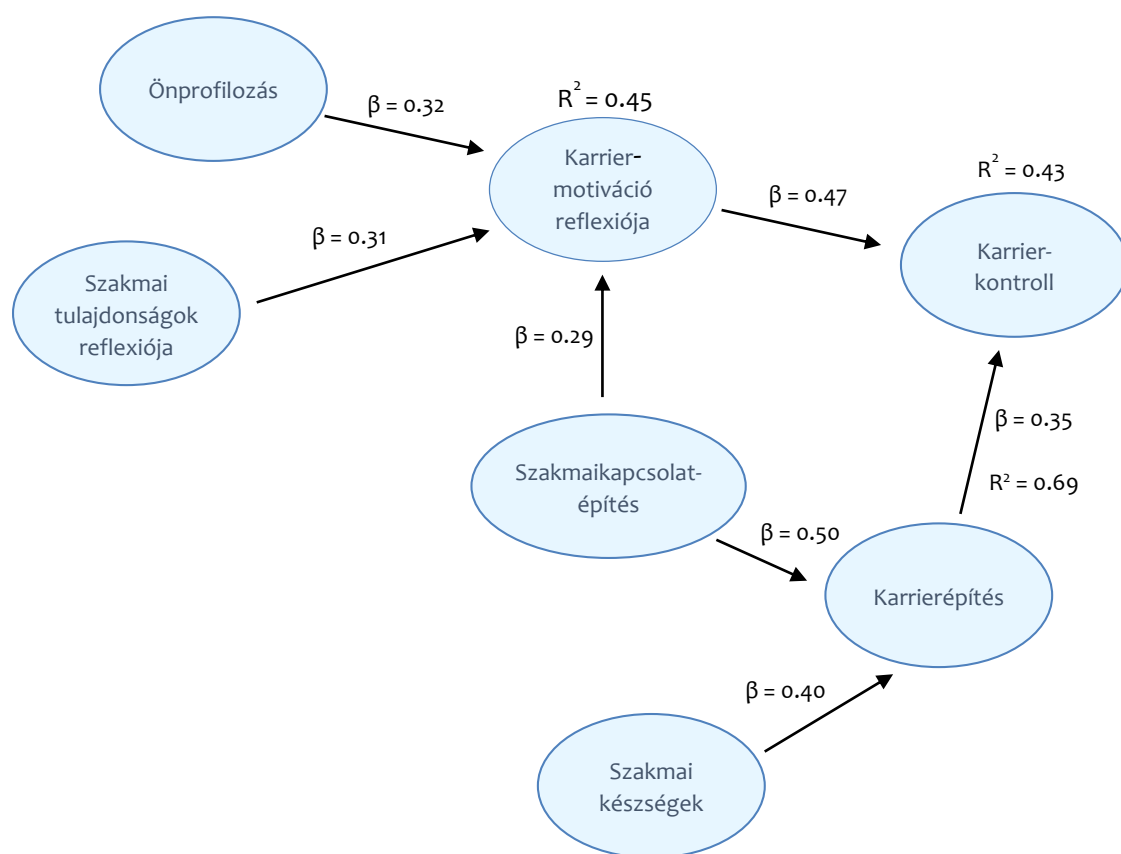 Önprofilozás
β = 0.32
R² = 0.45
Karrier-
motiváció
reflexiója
β = 0.47
R² = 0.43
Karrier-
kontroll
β = 0.31
Szakmai
tulajdonságok
reflexiója
β = 0.29
β = 0.35
R² = 0.69
Szakmaikapcsolat-
építés
β = 0.50
Karrierépítés
β = 0.40
Szakmai
készségek